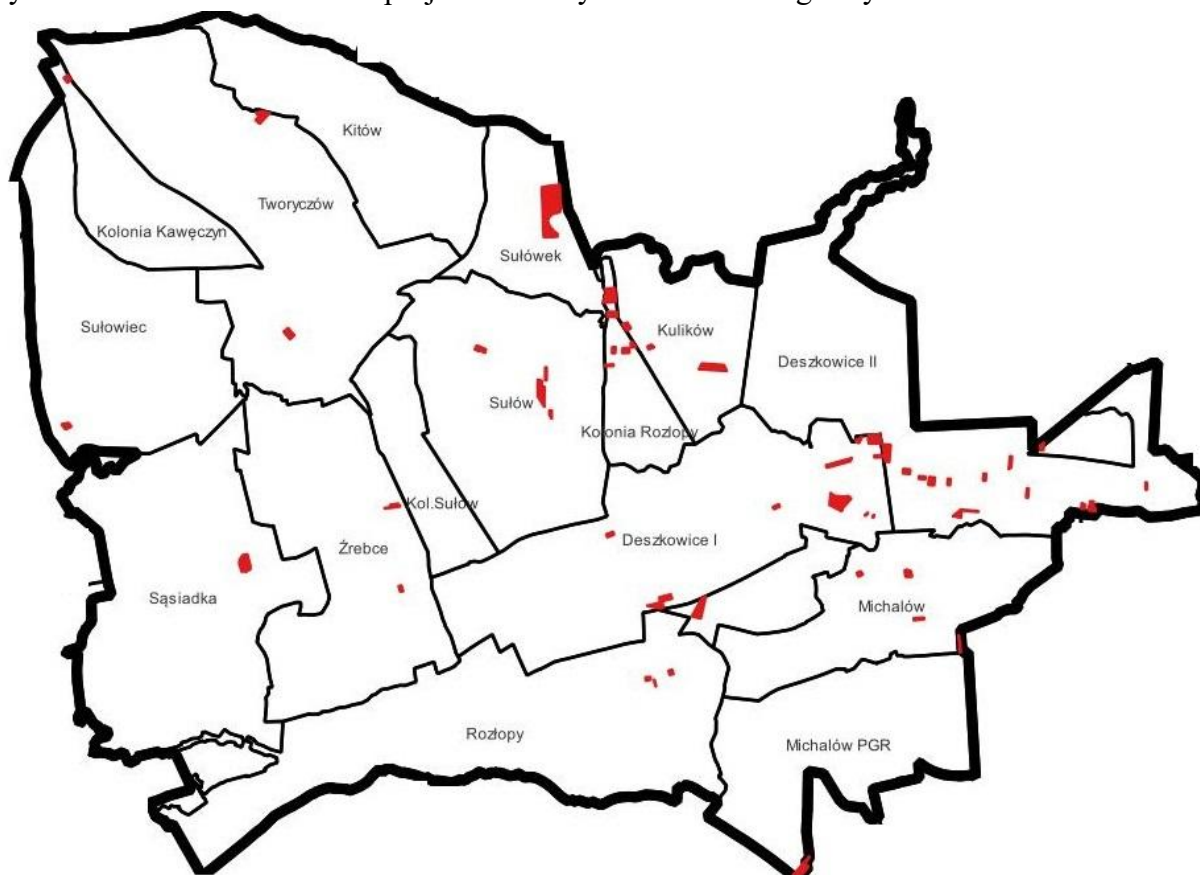 Kitów
Tworyczów
Kolonia Kawęczyn
Sułówek
Sułowiec
Kulików
Deszkowice II
Sułów
Kolonia Rozłopy
Kol.Sułów
Deszkowice I
Źrebce
Sąsiadka
Michalów
Rozłopy
Michalów PGR